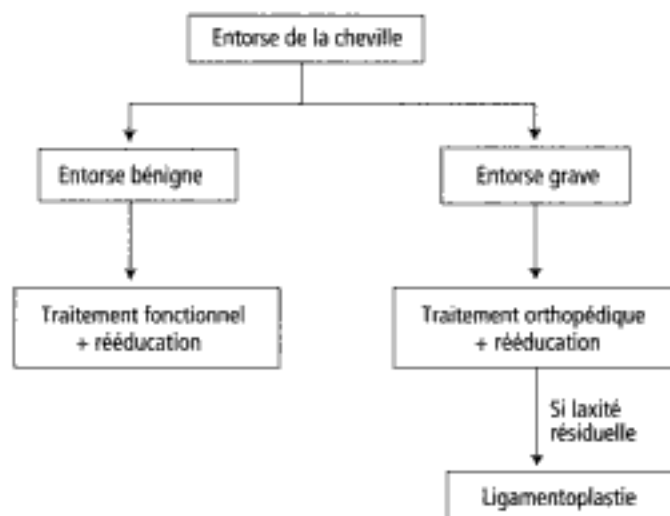 Entorse de la cheville
Entorse bénigne
Entorse grave
Traitement fonctionnel
+ rééducation
Traitement orthopédique
+ rééducation
Si laxité
résiduelle
Ligamentoplastie